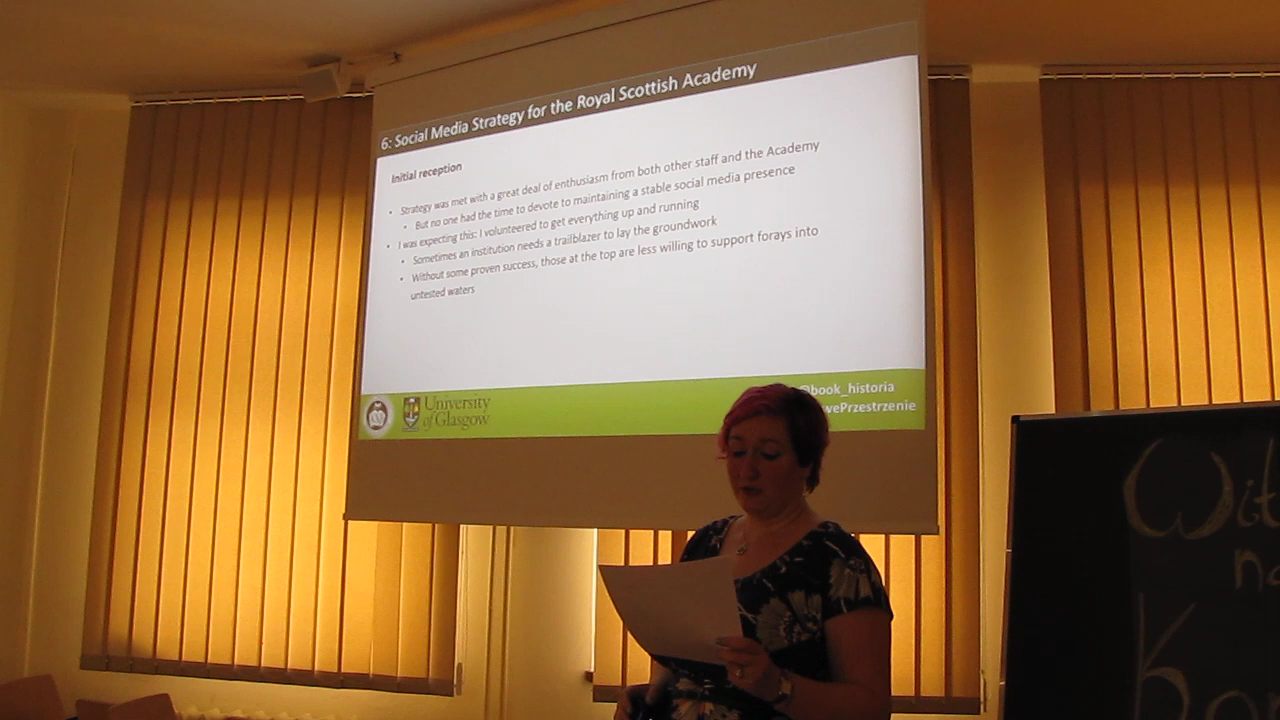 6: Social Media Strategy for the Royal Scottish Academy
Initial reception
• Strategy was met with a great deal of enthusiasm from both other staff and the Academy
• But no one had the time to devote to maintaining a stable social media presence
• I was expecting this: I volunteered to get everything up and running
• Sometimes an institution needs a trailblazer to lay the groundwork
• Without some proven success, those at the top are less willing to support forays into
untested waters
University
of Glasgow
@book_historia
wePrzestrzenie
Wit
na